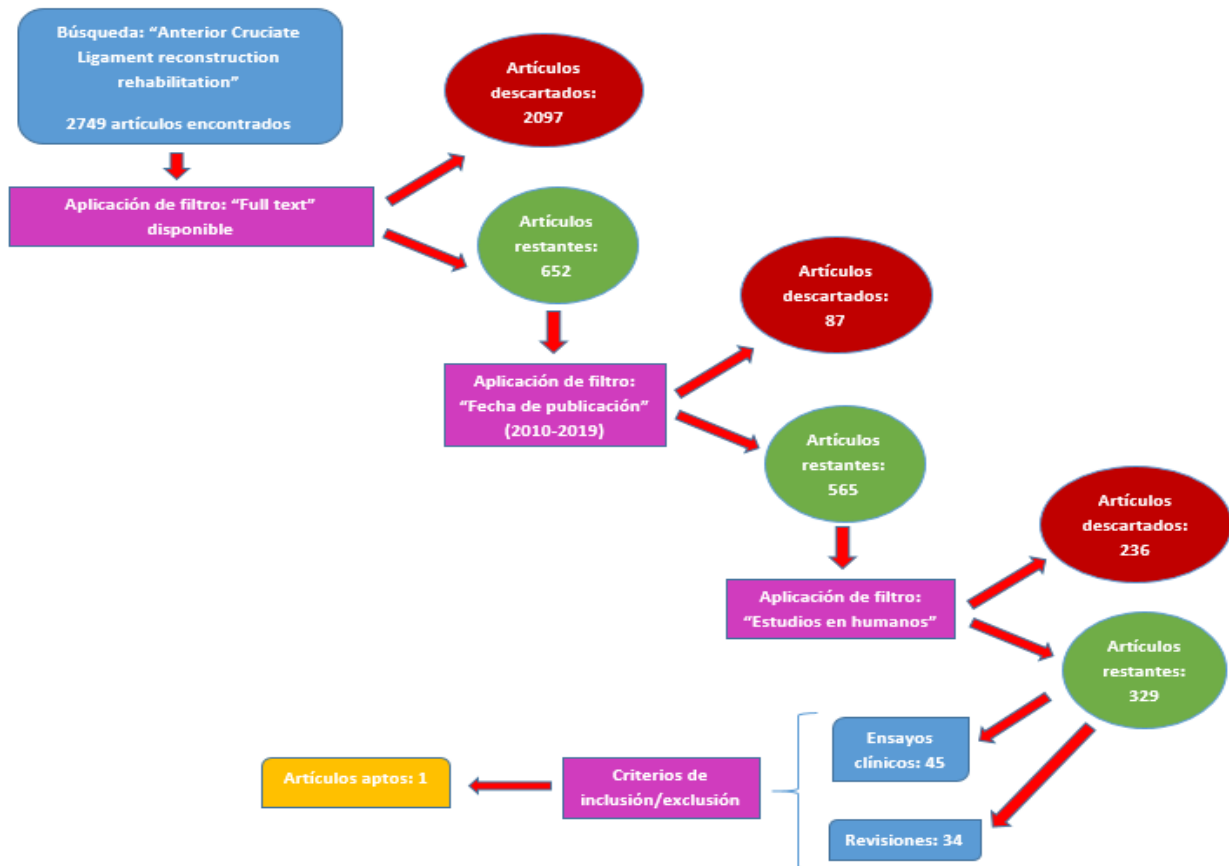 Búsqueda: “Anterior Cruciate
Ligament reconstruction
rehabilitation”
2749 artículos encontrados
Artículos
descartados:
2097
Aplicación de filtro: “Full text”
disponible
Artículos
restantes:
652
Artículos
descartados:
87
Aplicación de filtro:
“Fecha de publicación”
(2010-2019)
Artículos
restantes:
565
Artículos
descartados:
236
Aplicación de filtro:
“Estudios en humanos”
Artículos
restantes:
329
Ensayos
clínicos: 45
Revisiones: 34
Criterios de
inclusión/exclusión
Artículos aptos: 1